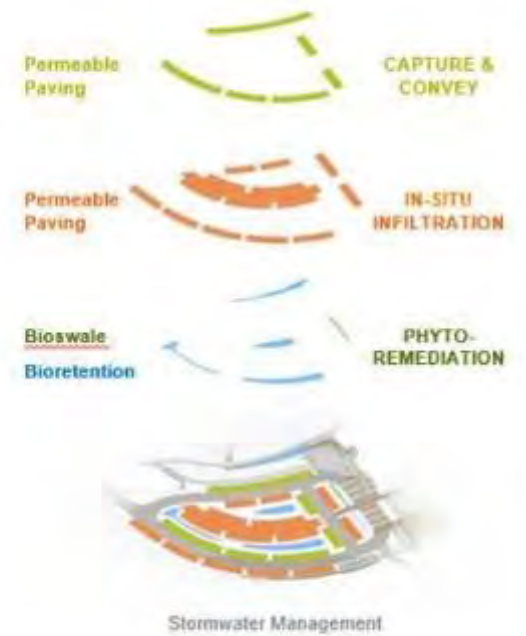 Permeable
Paving
CAPTURE &
CONVEY
Permeable
Paving
IN-SITU
INFILTRATION
Bioswale
Bioretention
PHYTO-
REMEDIATION
Stormwater Management